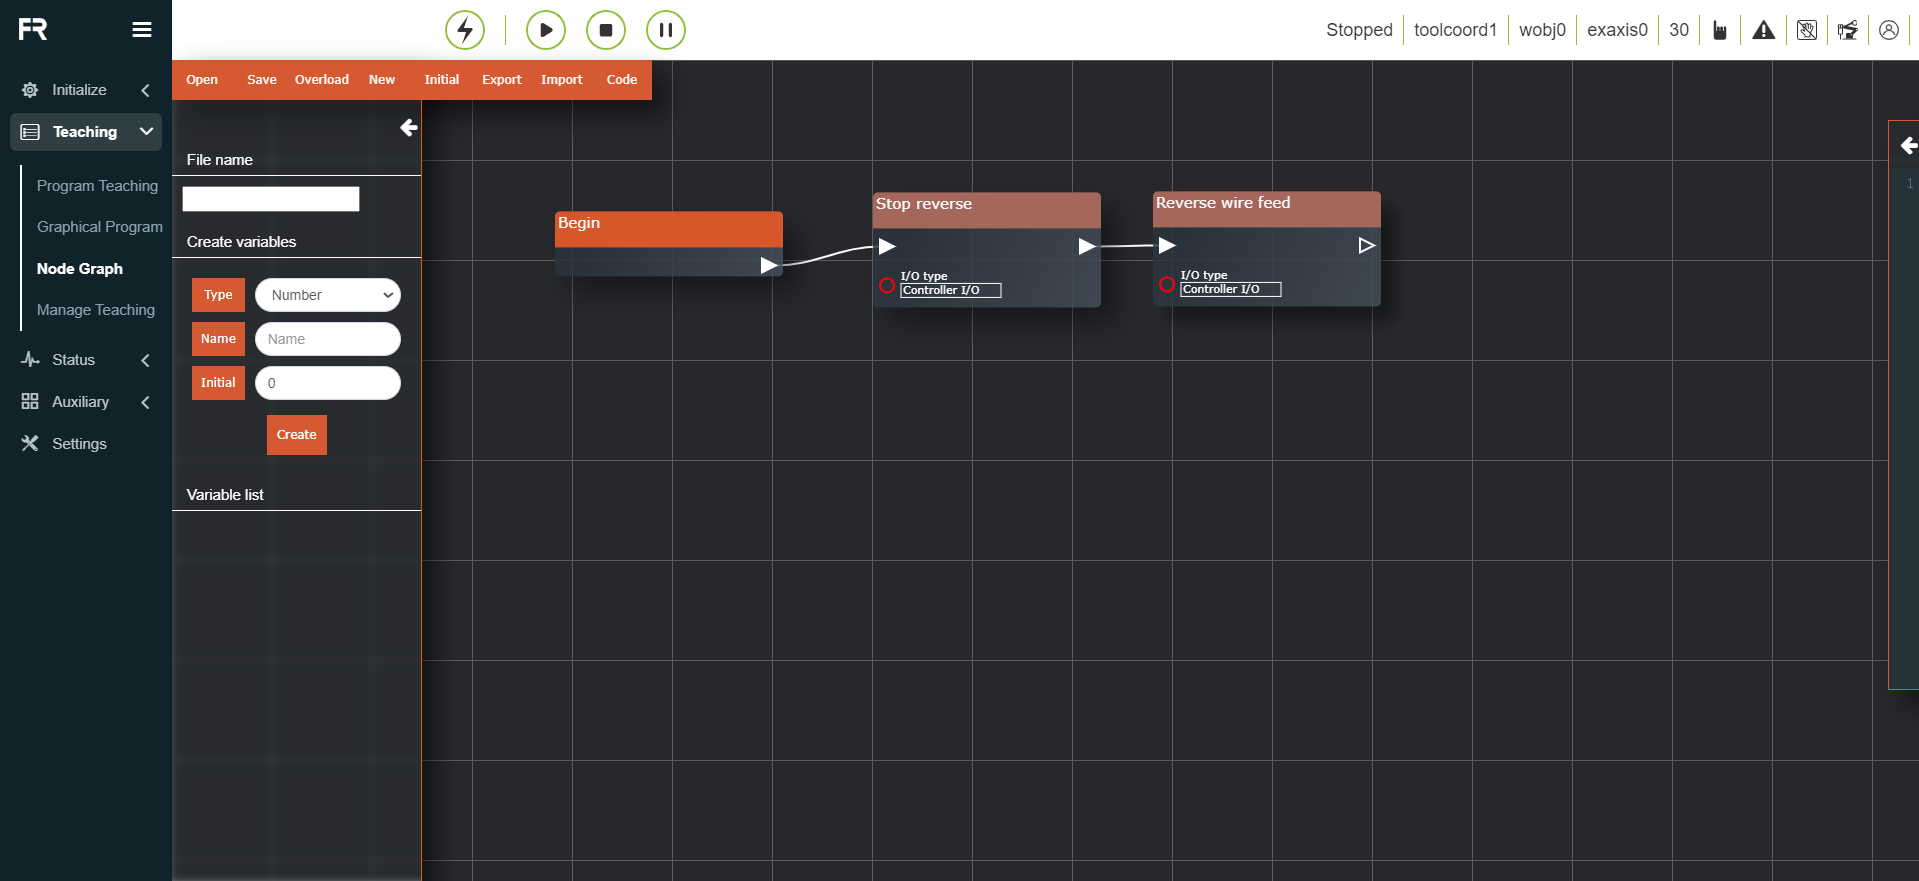 FR
Stopped
toolcoord1
wobj0
exaxis0
30
Open
Save
Overload
New
Initial
Export
Import
Code
Initialize
Teaching
Program Teaching
Graphical Program
Node Graph
Manage Teaching
Status
Auxiliary
Settings
File name
Create variables
Type
Number
Name
Name
Initial
0
Create
Variable list
Begin
Stop reverse
I/O type
Controller I/O
Reverse wire feed
I/O type
Controller I/O
1